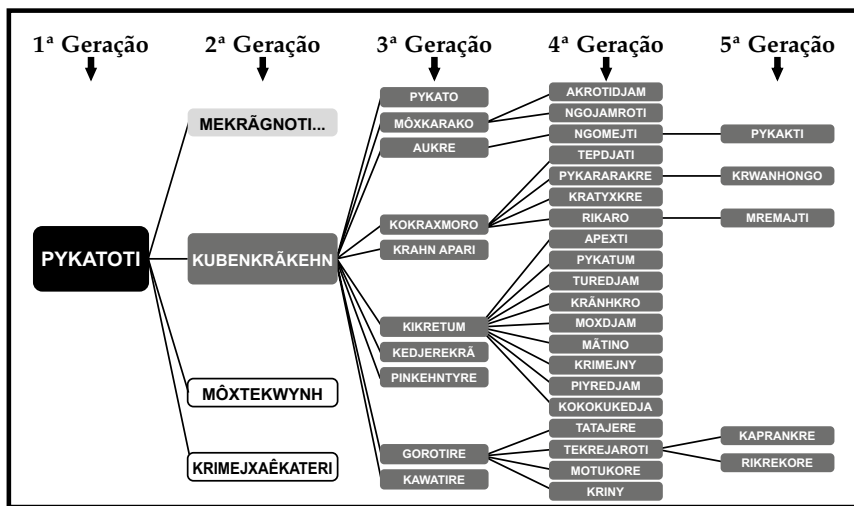 1ª Geração
2ª Geração
3ª Geração
4ª Geração
5ª Geração
PYKATOTI
MEKRÃGNOTI...
KUBENKRÃKEHN
MÔXTEKWYNH
KRIMEJXAÊKATERI
PYKATO
MÔXKARAKO
AUKRE
KOKRAXMORO
KRAHN APARI
KIKRETUM
KEDJEREKRÃ
PINKEHNTYRE
GOROTIRE
KAWATIRE
AKROTIDJAM
NGOJAMROTI
NGOMEJTI
TEPDJATI
PYKARARAKRE
KRATYXKRE
RIKARO
APEXTI
PYKATUM
TUREDJAM
KRÃNHKRO
MOXDJAM
MÃTINO
KRIMEJNY
PIYREDJAM
KOKOKUKEDJA
TATAJERE
TEKREJAROTI
MOTUKORE
KRINY
PYKAKTI
KRWANHONGO
MREMAJTI
KAPRANKRE
RIKREKORE